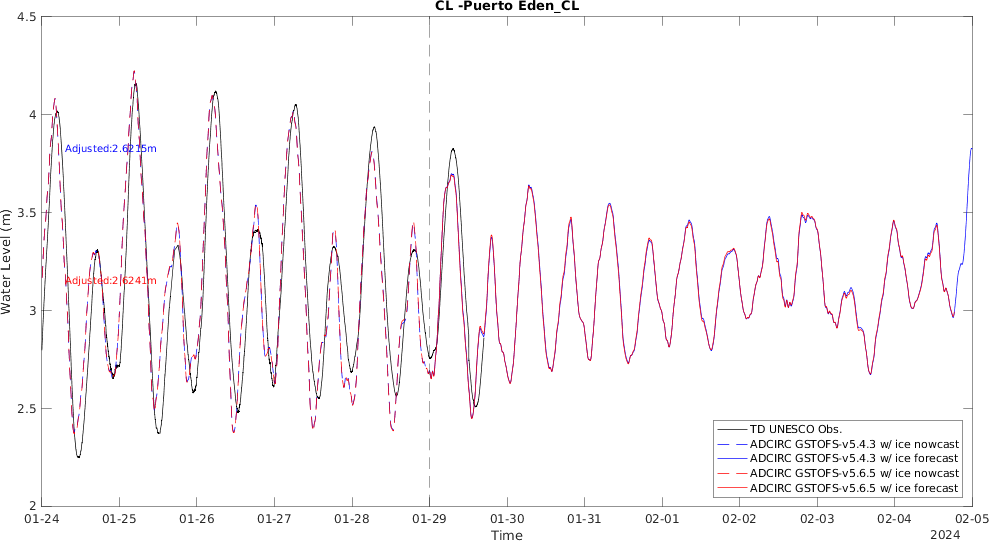 CL -Puerto Eden_CL
4.5
4
3.5
3
2.5
2
Water Level (m)
Adjusted:2.6215m
Adjusted:2.6241m
TD UNESCO Obs.
ADCIRC GSTOFS-v5.4.3 w/ ice nowcast
ADCIRC GSTOFS-v5.4.3 w/ ice forecast
ADCIRC GSTOFS-v5.6.5 w/ ice nowcast
ADCIRC GSTOFS-v5.6.5 w/ ice forecast
01-24 01-25 01-26 01-27 01-28 01-29 01-30 01-31 02-01 02-02 02-03 02-04 02-05
Time
2024